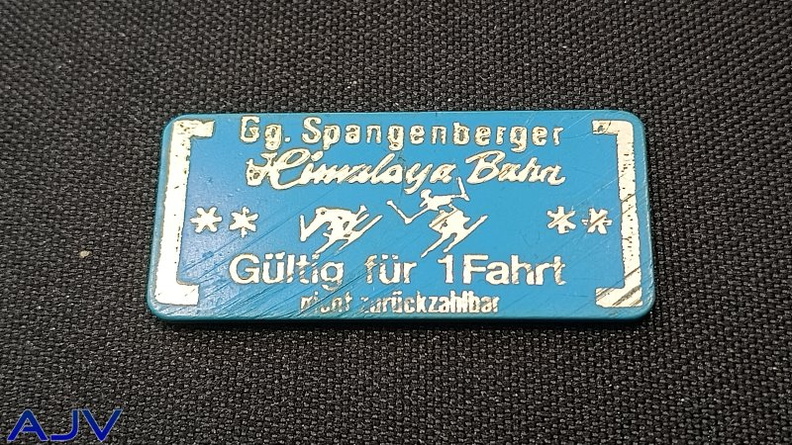 Gg. Spangenberger
Himalaya Bahn
** **
Gültig für 1 Fahrt
nicht zurückzahlbar
AJV